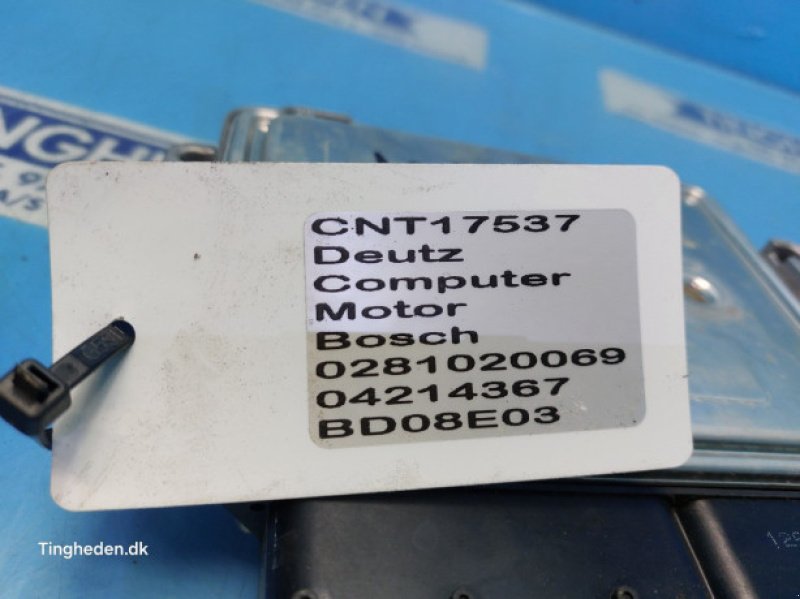 CNT17537
Deutz
Computer
Motor
Bosch
0281020069
04214367
BD08E03
Tingheden.dk